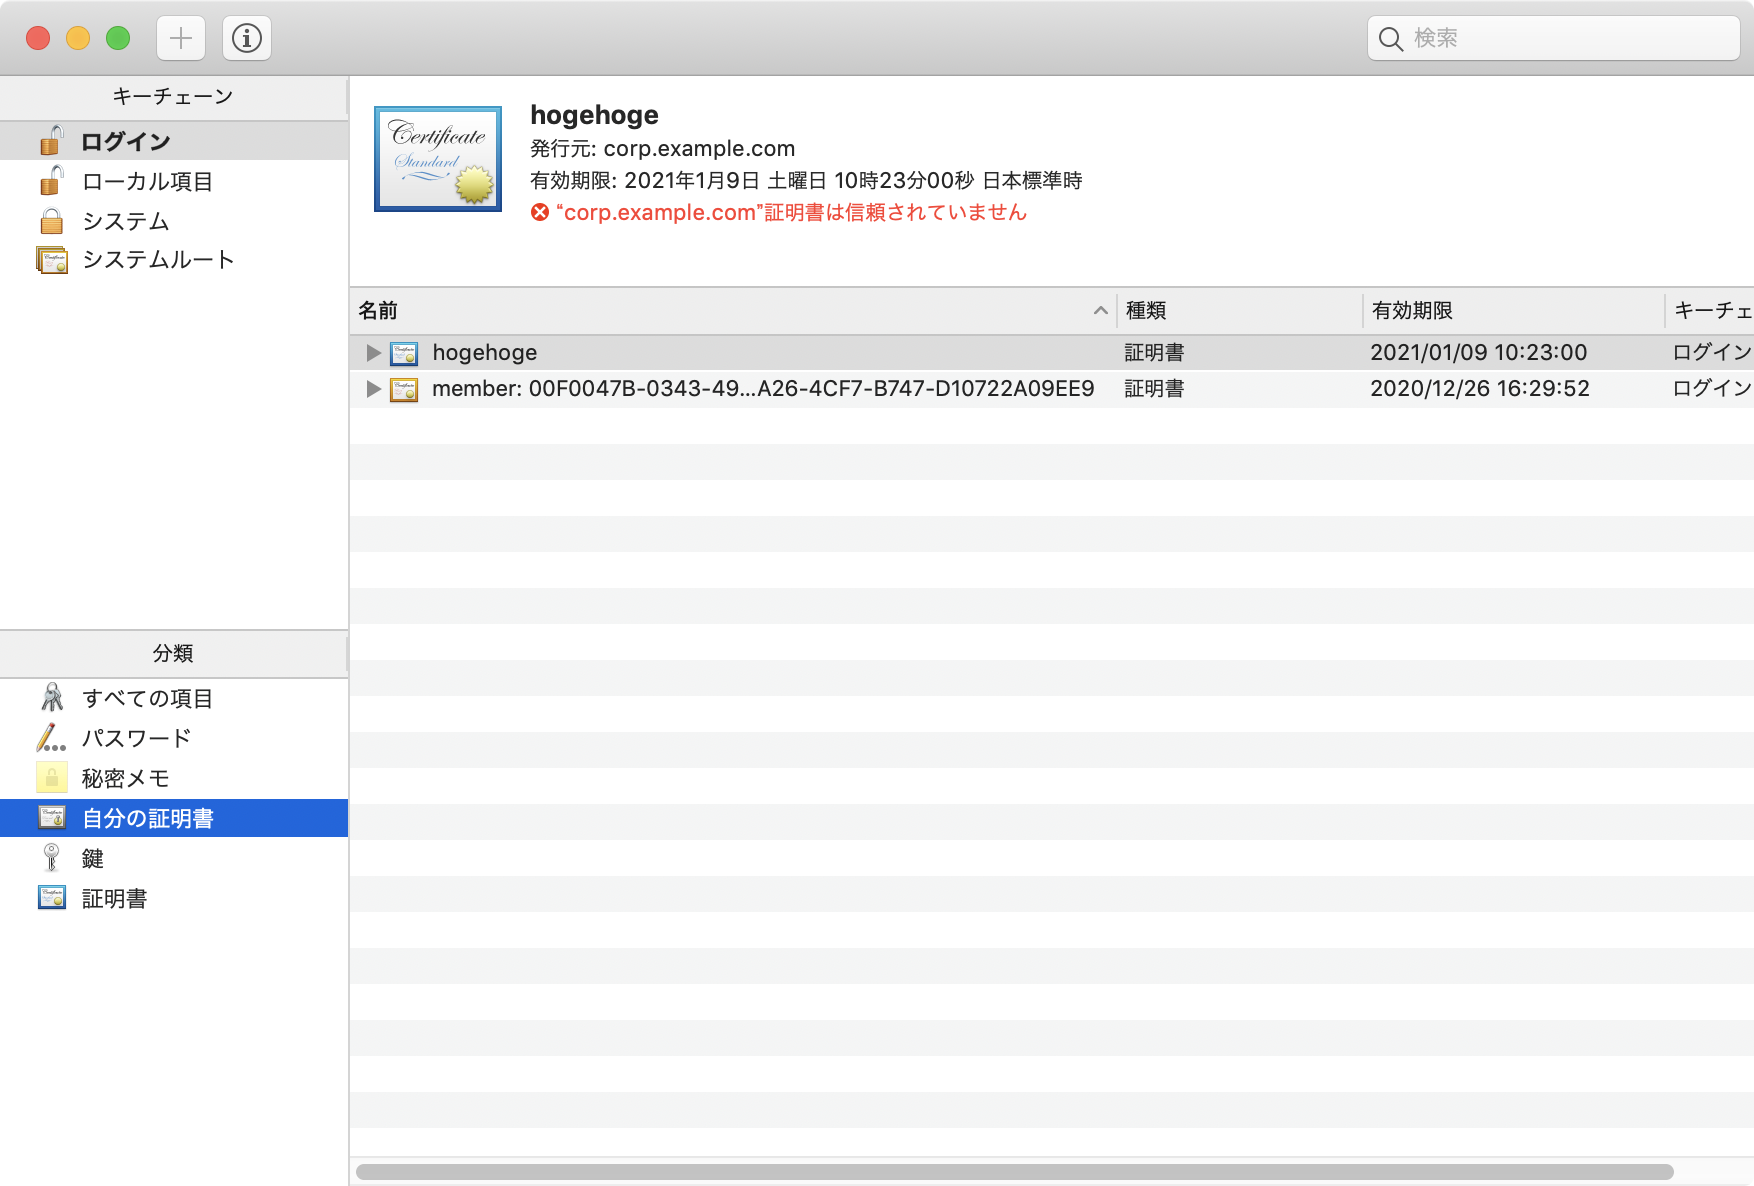 検索
キーチェーン
ログイン
ローカル項目
システム
システムルート
Certificate
Standard
hogehoge
発行元: corp.example.com
有効期限: 2021年1月9日 土曜日 10時23分00秒 日本標準時
“corp.example.com”証明書は信頼されていません
名前 種類 有効期限 キーチェ
hogehoge 証明書 2021/01/09 10:23:00 ログイン
member: 00F0047B-0343-49...A26-4CF7-B747-D10722A09EE9 証明書 2020/12/26 16:29:52 ログイン
分類
すべての項目
パスワード
秘密メモ
自分の証明書
鍵
証明書